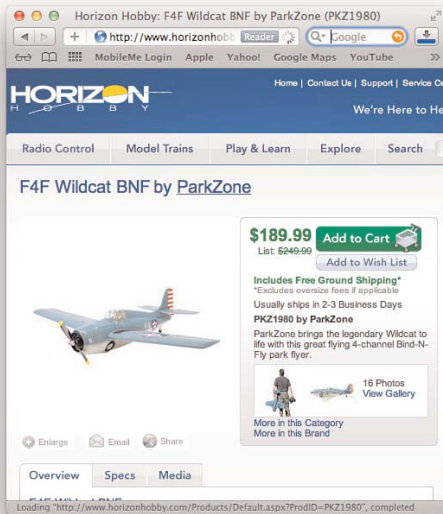 Horizon Hobby: F4F Wildcat BNF by ParkZone (PKZ1980)
http://www.horizonhobb Reader Google
MobileMe Login Apple Yahoo! Google Maps YouTube
Home | Contact Us | Support | Service Ce
HORIZON
HOBBY
We're Here to He
Radio Control Model Trains Play & Learn Explore Search
F4F Wildcat BNF by ParkZone
$189.99 Add to Cart
List: $249.99
Add to Wish List
Includes Free Ground Shipping*
*Excludes oversize fees if applicable
Usually ships in 2-3 Business Days
PKZ1980 by ParkZone
ParkZone brings the legendary Wildcat to
life with this great flying 4-channel Bind-N-
Fly park flyer.
16 Photos
View Gallery
More in this Category
More in this Brand
Enlarge Email Share
Overview Specs Media
F4F Wildcat BNF
Loading "http://www.horizonhobby.com/Products/Default.aspx?ProdID=PKZ1980", completed